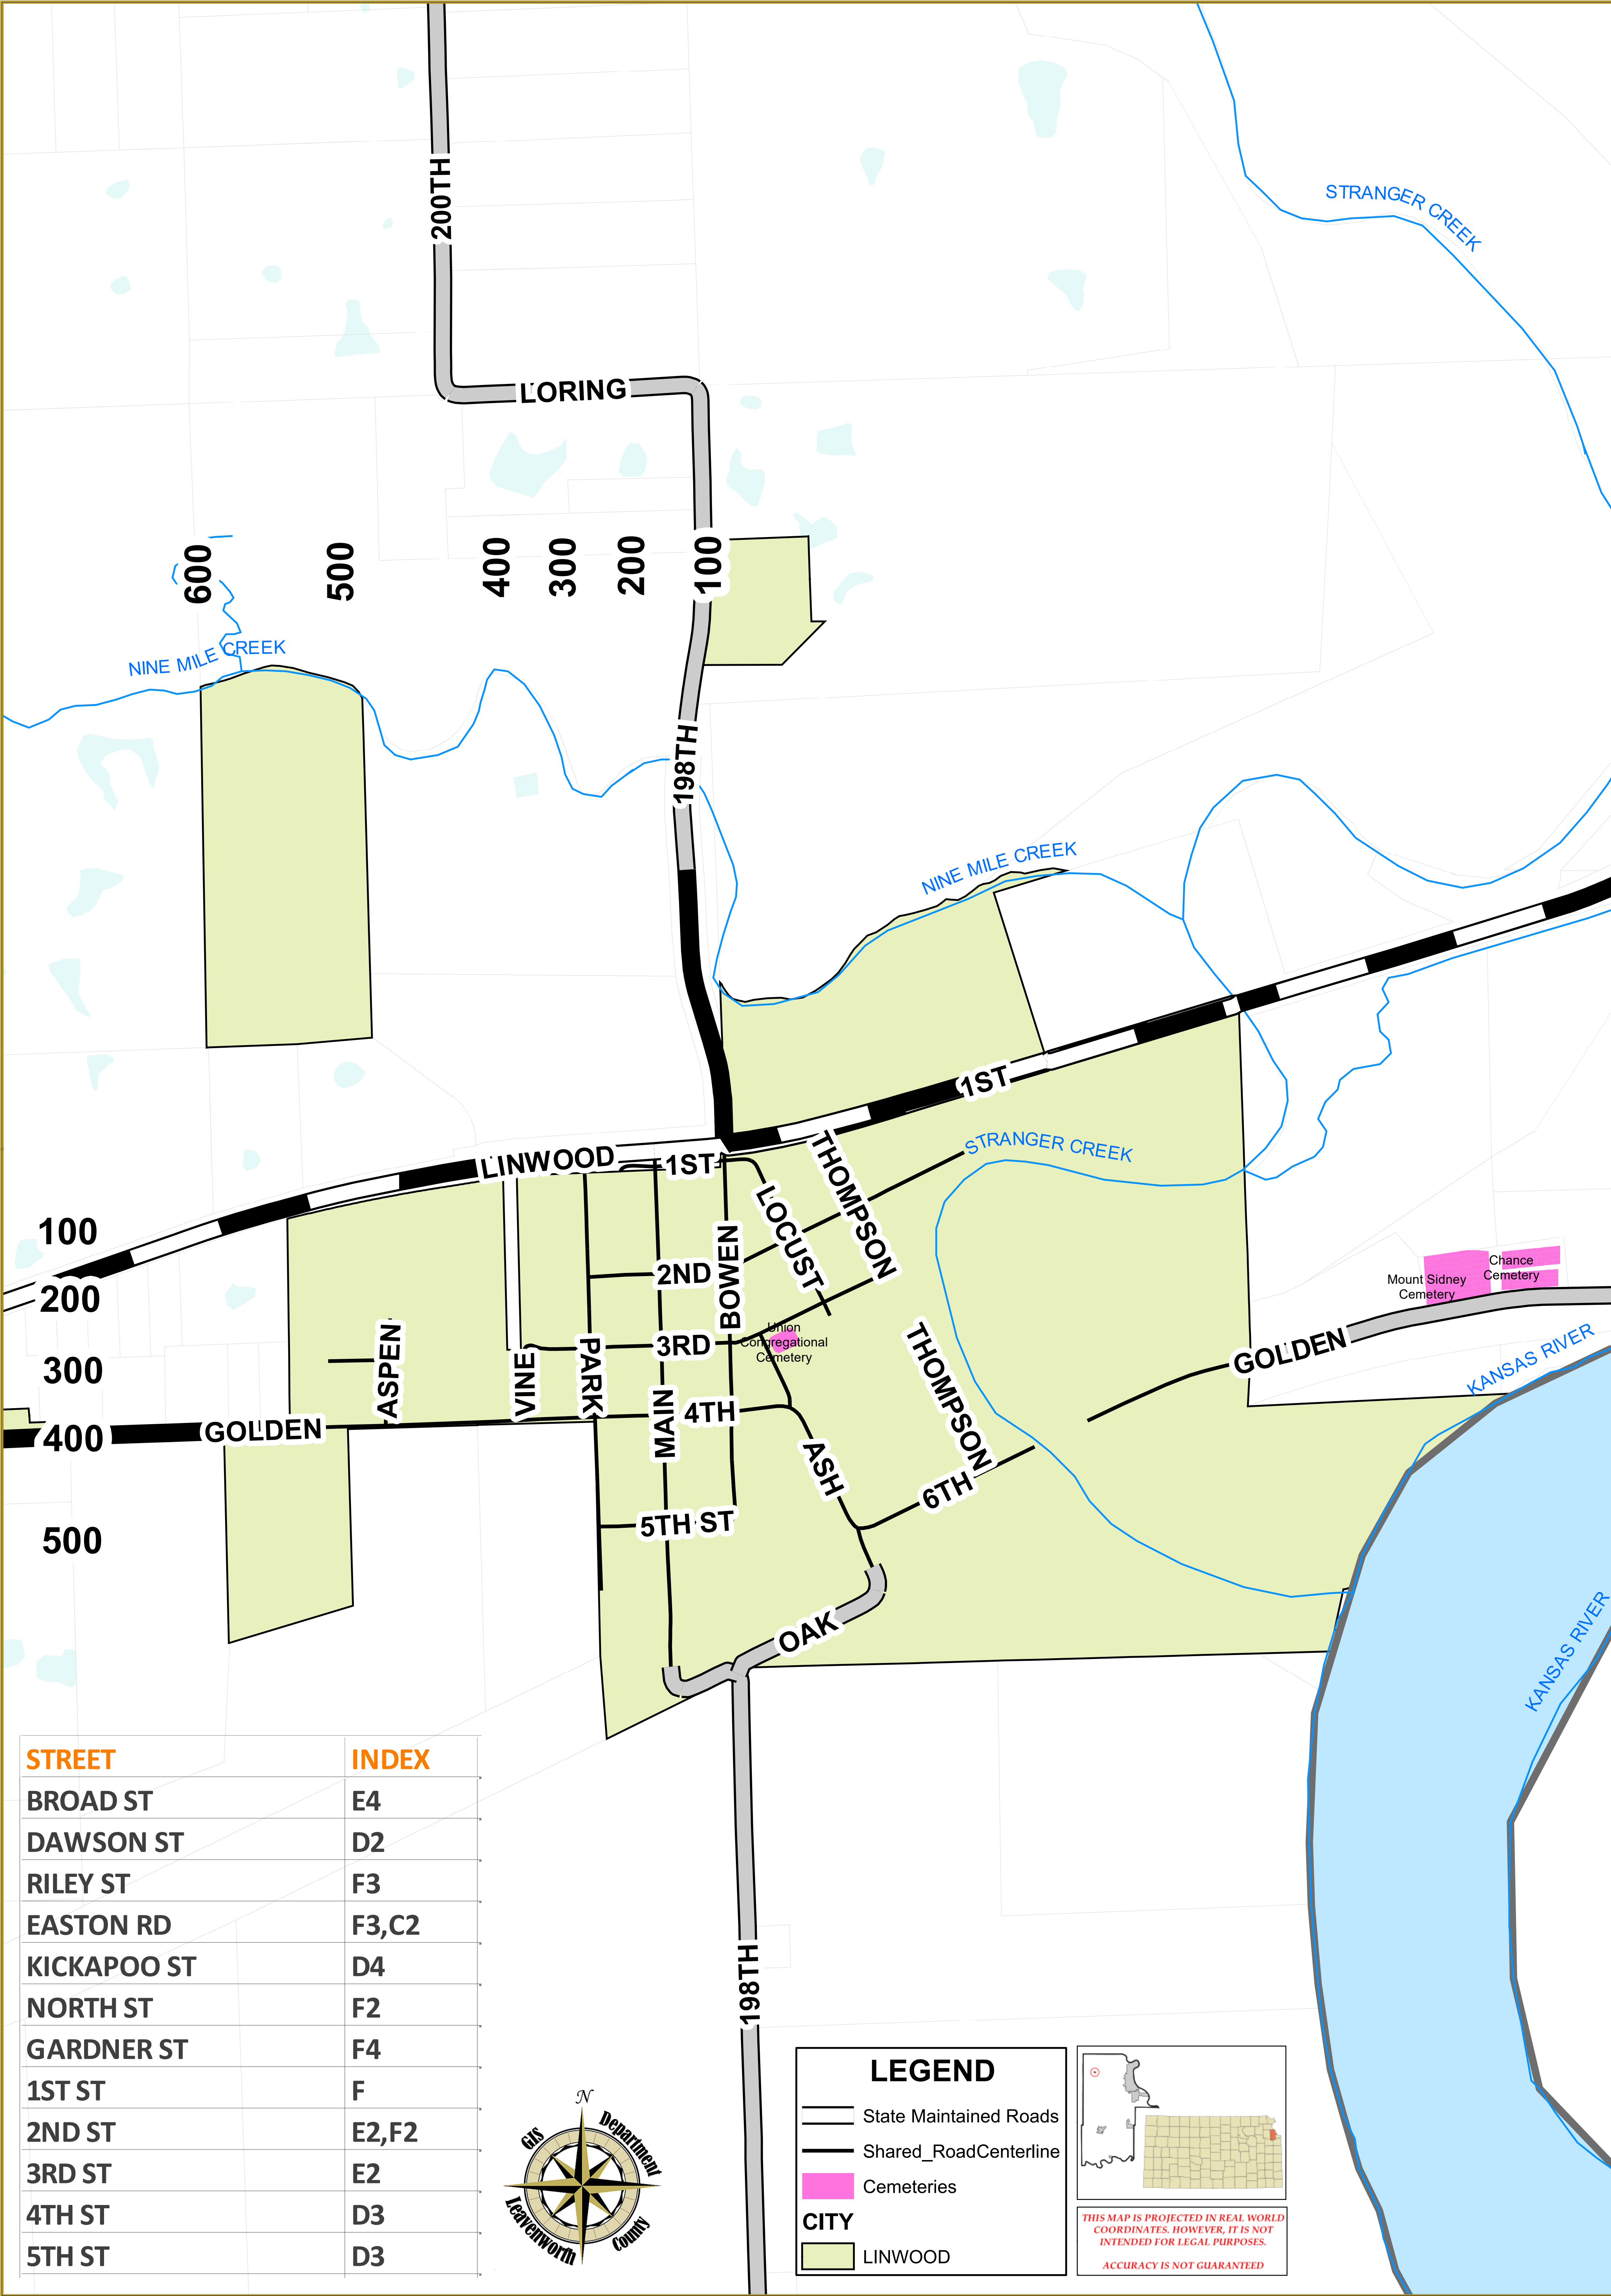 200TH
STRANGER CREEK
LORING
600
500
400
300
200
100
NINE MILE CREEK
198TH
NINE MILE CREEK
1ST
LINWOOD
1ST
THOMPSON
STRANGER CREEK
LOCUST
100
BOWEN
2ND
200
Mount Sidney
Cemetery
Chance
Cemetery
300
ASPEN
VINE
PARK
3RD
Union
Congregational
Cemetery
THOMPSON
GOLDEN
KANSAS RIVER
400
GOLDEN
MAIN
4TH
ASH
6TH
500
5TH ST
OAK
KANSAS RIVER
198TH
STREET INDEX
BROAD ST E4
DAWSON ST D2
RILEY ST F3
EASTON RD F3,C2
KICKAPOO ST D4
NORTH ST F2
GARDNER ST F4
1ST ST F
2ND ST E2,F2
3RD ST E2
4TH ST D3
5TH ST D3
N
GIS Department
Leavenworth County
LEGEND
State Maintained Roads
Shared_RoadCenterline
Cemeteries
CITY
LINWOOD
THIS MAP IS PROJECTED IN REAL WORLD
COORDINATES. HOWEVER, IT IS NOT
INTENDED FOR LEGAL PURPOSES.
ACCURACY IS NOT GUARANTEED